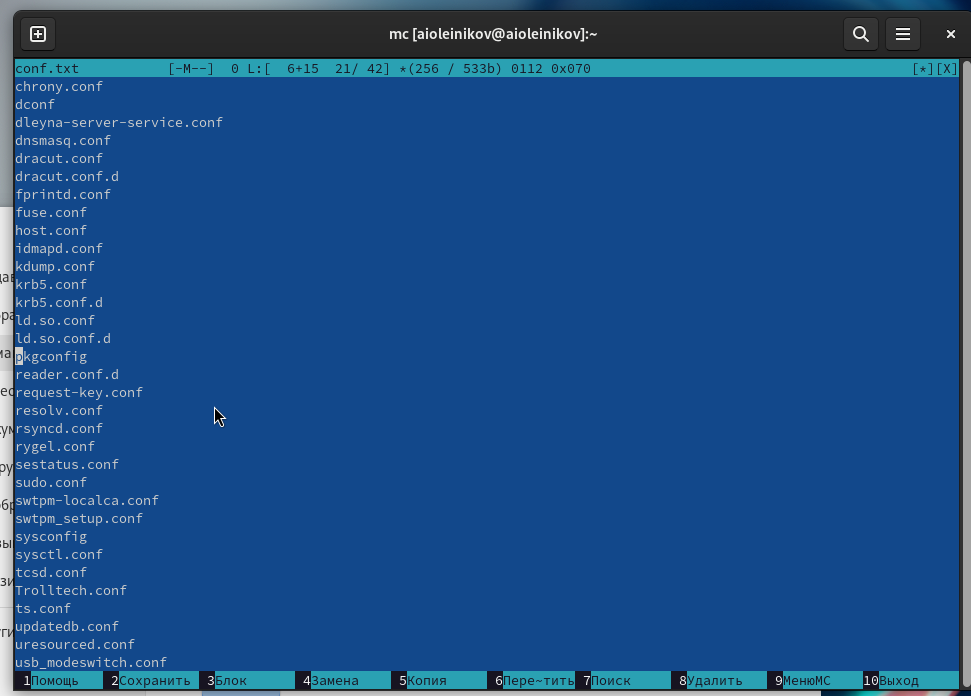 mc [aioleinikov@aioleinikov]:~
conf.txt [-M--] 0 L:[ 6+15 21/ 42] *(256 / 533b) 0112 0x070 [*][X]
chrony.conf
dconf
dleyna-server-service.conf
dnsmasq.conf
dracut.conf
dracut.conf.d
fprintd.conf
fuse.conf
host.conf
idmapd.conf
kdump.conf
krb5.conf
krb5.conf.d
ld.so.conf
ld.so.conf.d
pkgconfig
reader.conf.d
request-key.conf
resolv.conf
rsyncd.conf
rygel.conf
sestatus.conf
sudo.conf
swtpm-localca.conf
swtpm_setup.conf
sysconfig
sysctl.conf
tcsd.conf
Trolltech.conf
ts.conf
updatedb.conf
uresourced.conf
usb_modeswitch.conf
1Помощь 2Сохранить 3Блок 4Замена 5Копия 6Пере~тить 7Поиск 8Удалить 9МенюMC 10Выход